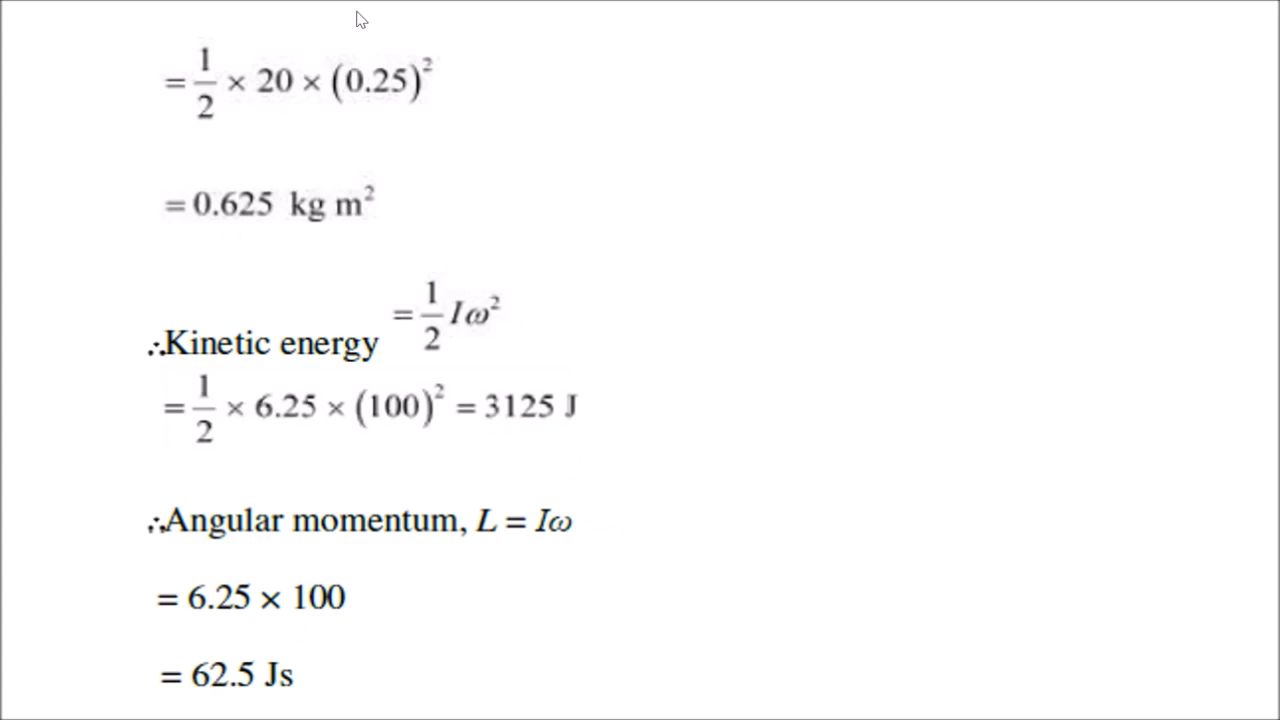 = 1/2 × 20 × (0.25)²
= 0.625 kg m²
∴Kinetic energy = 1/2 Iω²
= 1/2 × 6.25 × (100)² = 3125 J
∴Angular momentum, L = Iω
= 6.25 × 100
= 62.5 Js